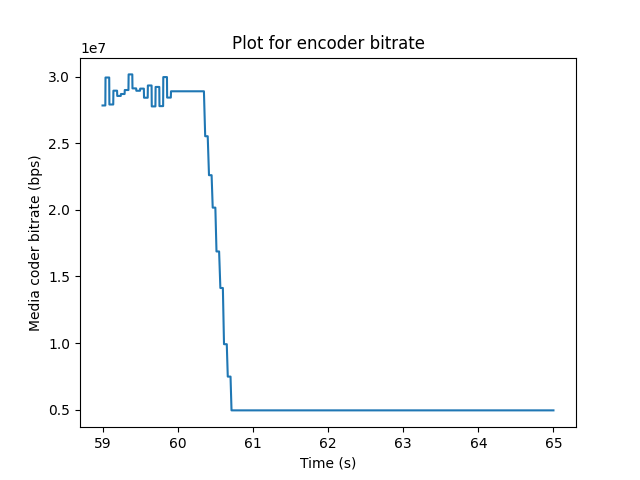 Plot for encoder bitrate
1e7
3.0
2.5
2.0
1.5
1.0
0.5
Media coder bitrate (bps)
59 60 61 62 63 64 65
Time (s)